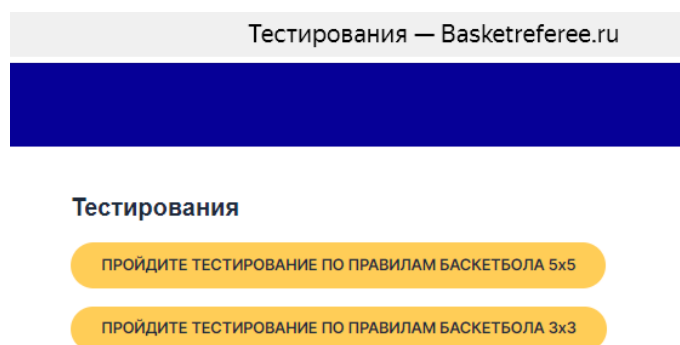 Тестирования — Basketreferee.ru
Тестирования
ПРОЙДИТЕ ТЕСТИРОВАНИЕ ПО ПРАВИЛАМ БАСКЕТБОЛА 5x5
ПРОЙДИТЕ ТЕСТИРОВАНИЕ ПО ПРАВИЛАМ БАСКЕТБОЛА 3x3